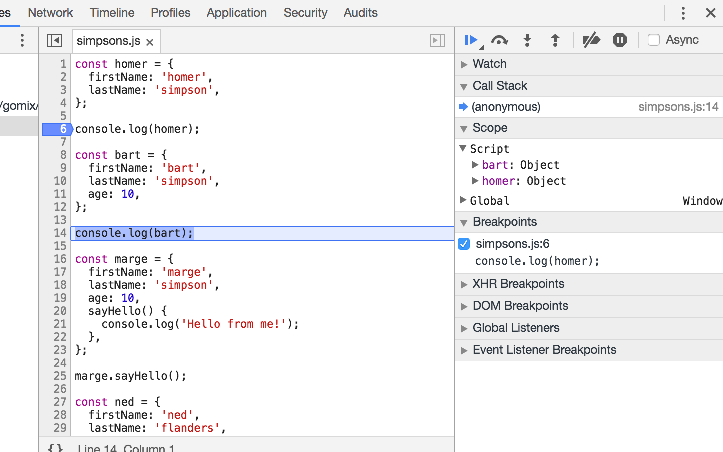 es Network Timeline Profiles Application Security Audits
simpsons.js
Async
/gomix/
1 const homer = {
2 firstName: 'homer',
3 lastName: 'simpson',
4 };
5
6 console.log(homer);
7
8 const bart = {
9 firstName: 'bart',
10 lastName: 'simpson',
11 age: 10,
12 };
13
14 console.log(bart);
15
16 const marge = {
17 firstName: 'marge',
18 lastName: 'simpson',
19 age: 10,
20 sayHello() {
21 console.log('Hello from me!');
22 },
23 };
24
25 marge.sayHello();
26
27 const ned = {
28 firstName: 'ned',
29 lastName: 'flanders',
{} Line 14, Column 1
Watch
Call Stack
(anonymous) simpsons.js:14
Scope
Script
bart: Object
homer: Object
Global Window
Breakpoints
simpsons.js:6
console.log(homer);
XHR Breakpoints
DOM Breakpoints
Global Listeners
Event Listener Breakpoints